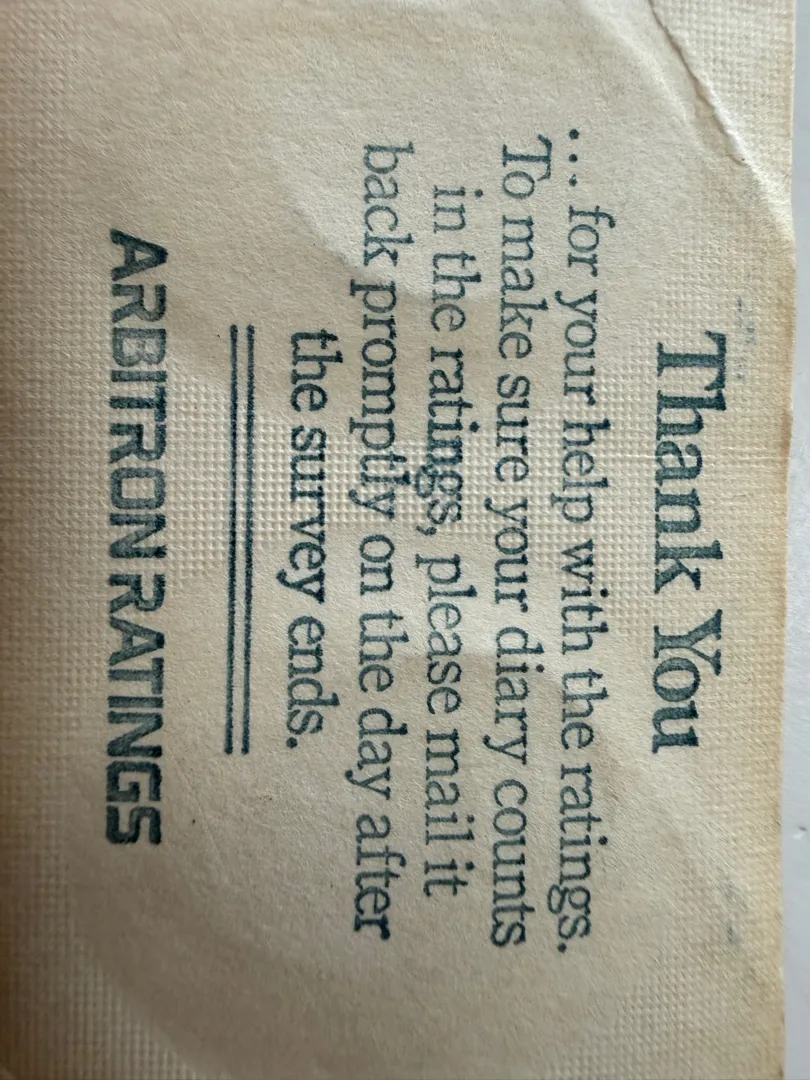 Thank You
... for your help with the ratings.
To make sure your diary counts
in the ratings, please mail it
back promptly on the day after
the survey ends.
ARBITRON RATINGS